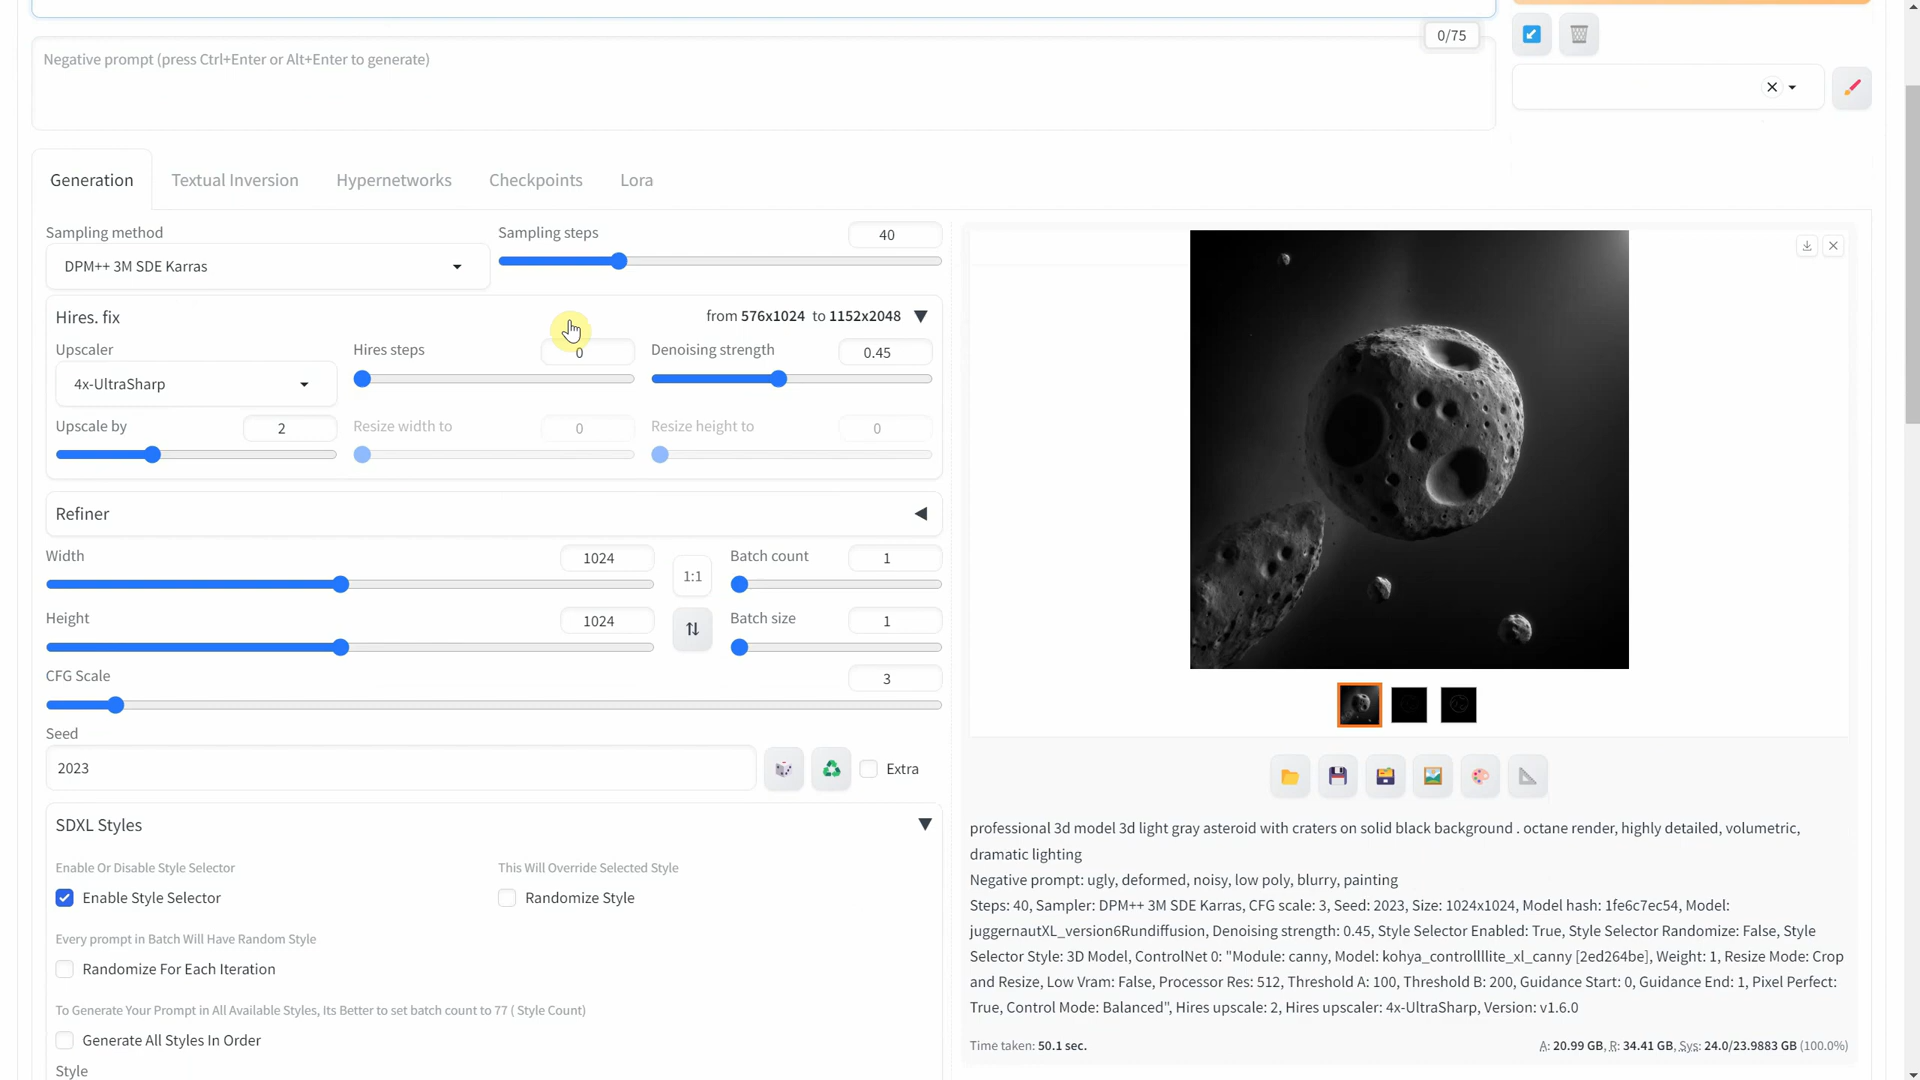 0/75
Negative prompt (press Ctrl+Enter or Alt+Enter to generate)
Generation
Textual Inversion
Hypernetworks
Checkpoints
Lora
Sampling method
DPM++ 3M SDE Karras
Sampling steps
40
Hires. fix
from 576x1024 to 1152x2048
Upscaler
4x-UltraSharp
Hires steps
0
Denoising strength
0.45
Upscale by
2
Resize width to
0
Resize height to
0
Refiner
Width
1024
1:1
Batch count
1
Height
1024
Batch size
1
CFG Scale
3
Seed
2023
Extra
SDXL Styles
Enable Or Disable Style Selector
Enable Style Selector
This Will Override Selected Style
Randomize Style
Every prompt in Batch Will Have Random Style
Randomize For Each Iteration
To Generate Your Prompt in All Available Styles, Its Better to set batch count to 77 ( Style Count)
Generate All Styles In Order
Style
professional 3d model 3d light gray asteroid with craters on solid black background . octane render, highly detailed, volumetric,
dramatic lighting
Negative prompt: ugly, deformed, noisy, low poly, blurry, painting
Steps: 40, Sampler: DPM++ 3M SDE Karras, CFG scale: 3, Seed: 2023, Size: 1024x1024, Model hash: 1fe6c7ec54, Model:
juggernautXL_version6Rundiffusion, Denoising strength: 0.45, Style Selector Enabled: True, Style Selector Randomize: False, Style
Selector Style: 3D Model, ControlNet 0: "Module: canny, Model: kohya_controllllite_xl_canny [2ed264be], Weight: 1, Resize Mode: Crop
and Resize, Low Vram: False, Processor Res: 512, Threshold A: 100, Threshold B: 200, Guidance Start: 0, Guidance End: 1, Pixel Perfect:
True, Control Mode: Balanced", Hires upscale: 2, Hires upscaler: 4x-UltraSharp, Version: v1.6.0
Time taken: 50.1 sec.
A: 20.99 GB, R: 34.41 GB, Sys: 24.0/23.9883 GB (100.0%)